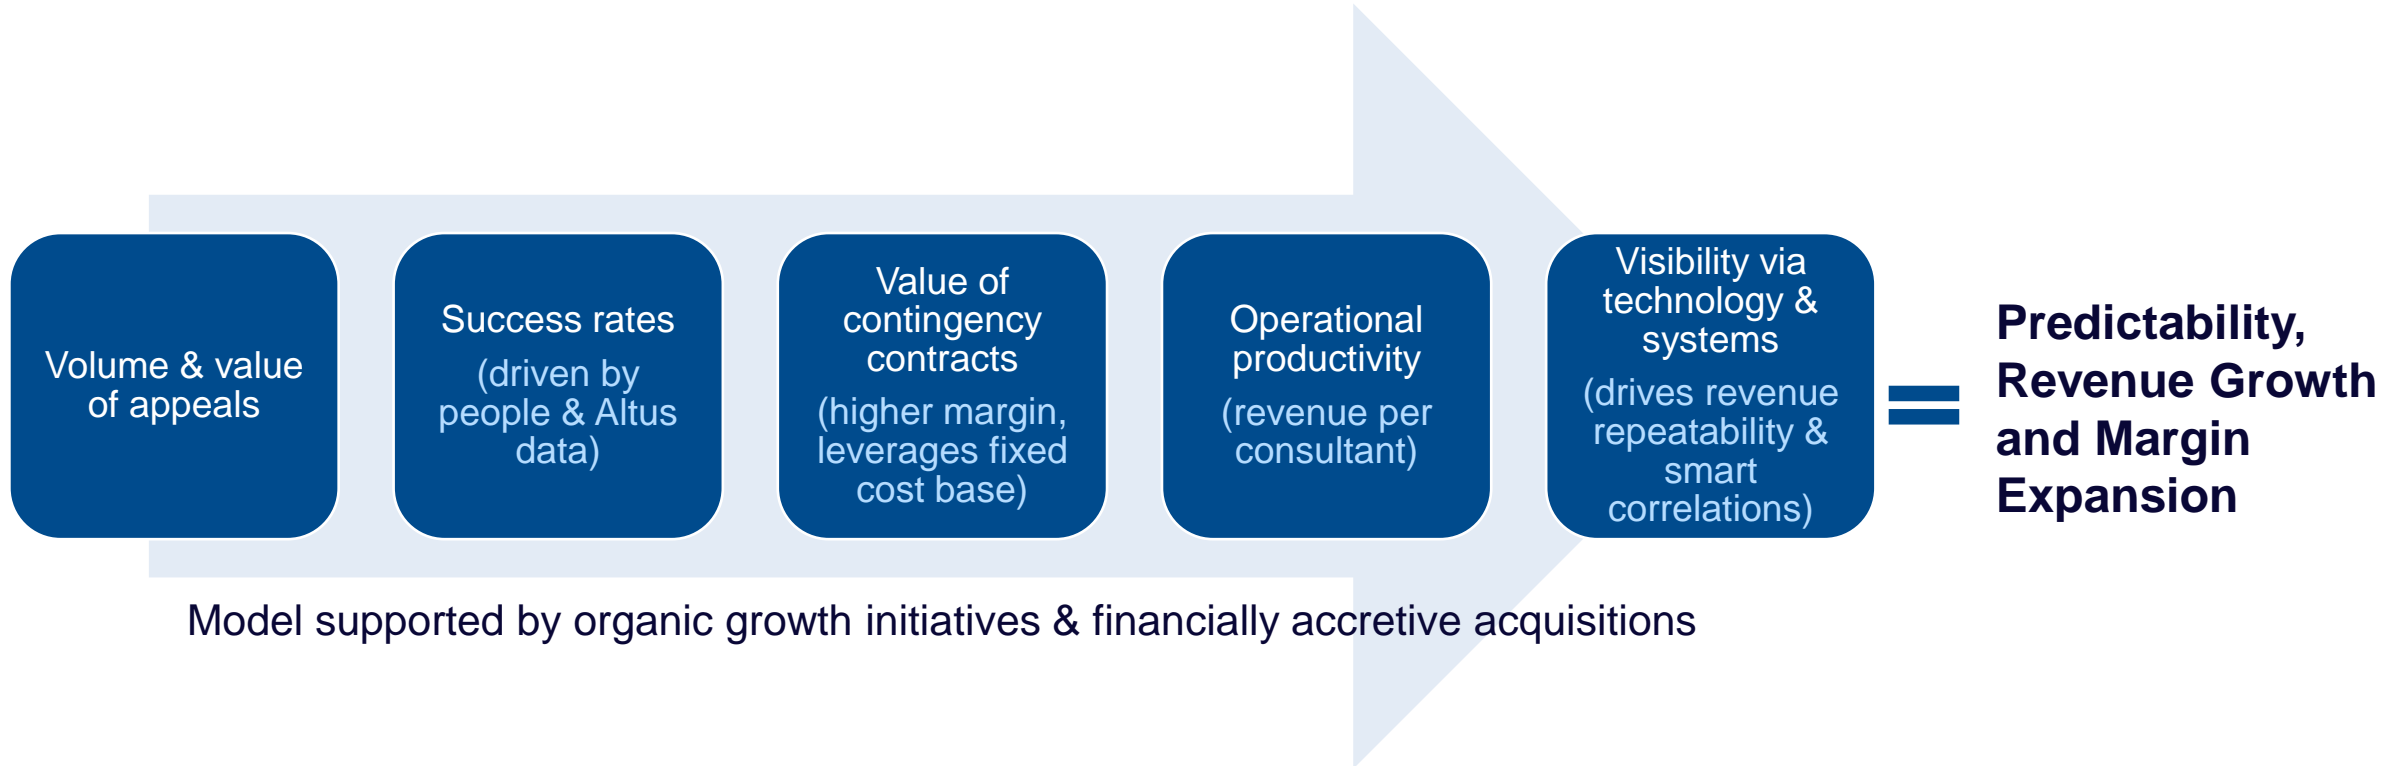 Volume & value
of appeals
Success rates
(driven by
people & Altus
data)
Value of
contingency
contracts
(higher margin,
leverages fixed
cost base)
Operational
productivity
(revenue per
consultant)
Visibility via
technology &
systems
(drives revenue
repeatability &
smart
correlations)
=
Predictability,
Revenue Growth
and Margin
Expansion
Model supported by organic growth initiatives & financially accretive acquisitions